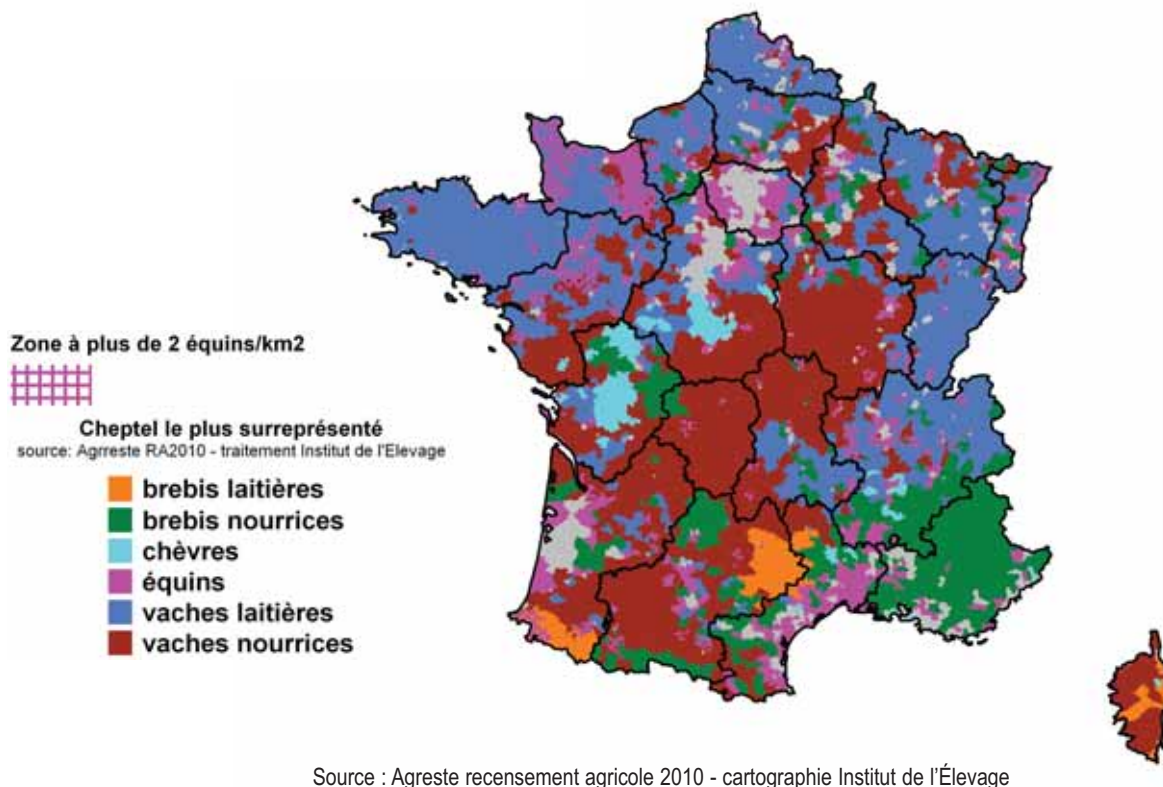 Zone à plus de 2 équins/km2
Cheptel le plus surreprésenté
source: Agrreste RA2010 - traitement Institut de l'Elevage
brebis laitières
brebis nourrices
chèvres
équins
vaches laitières
vaches nourrices
Source : Agreste recensement agricole 2010 - cartographie Institut de l'Élevage